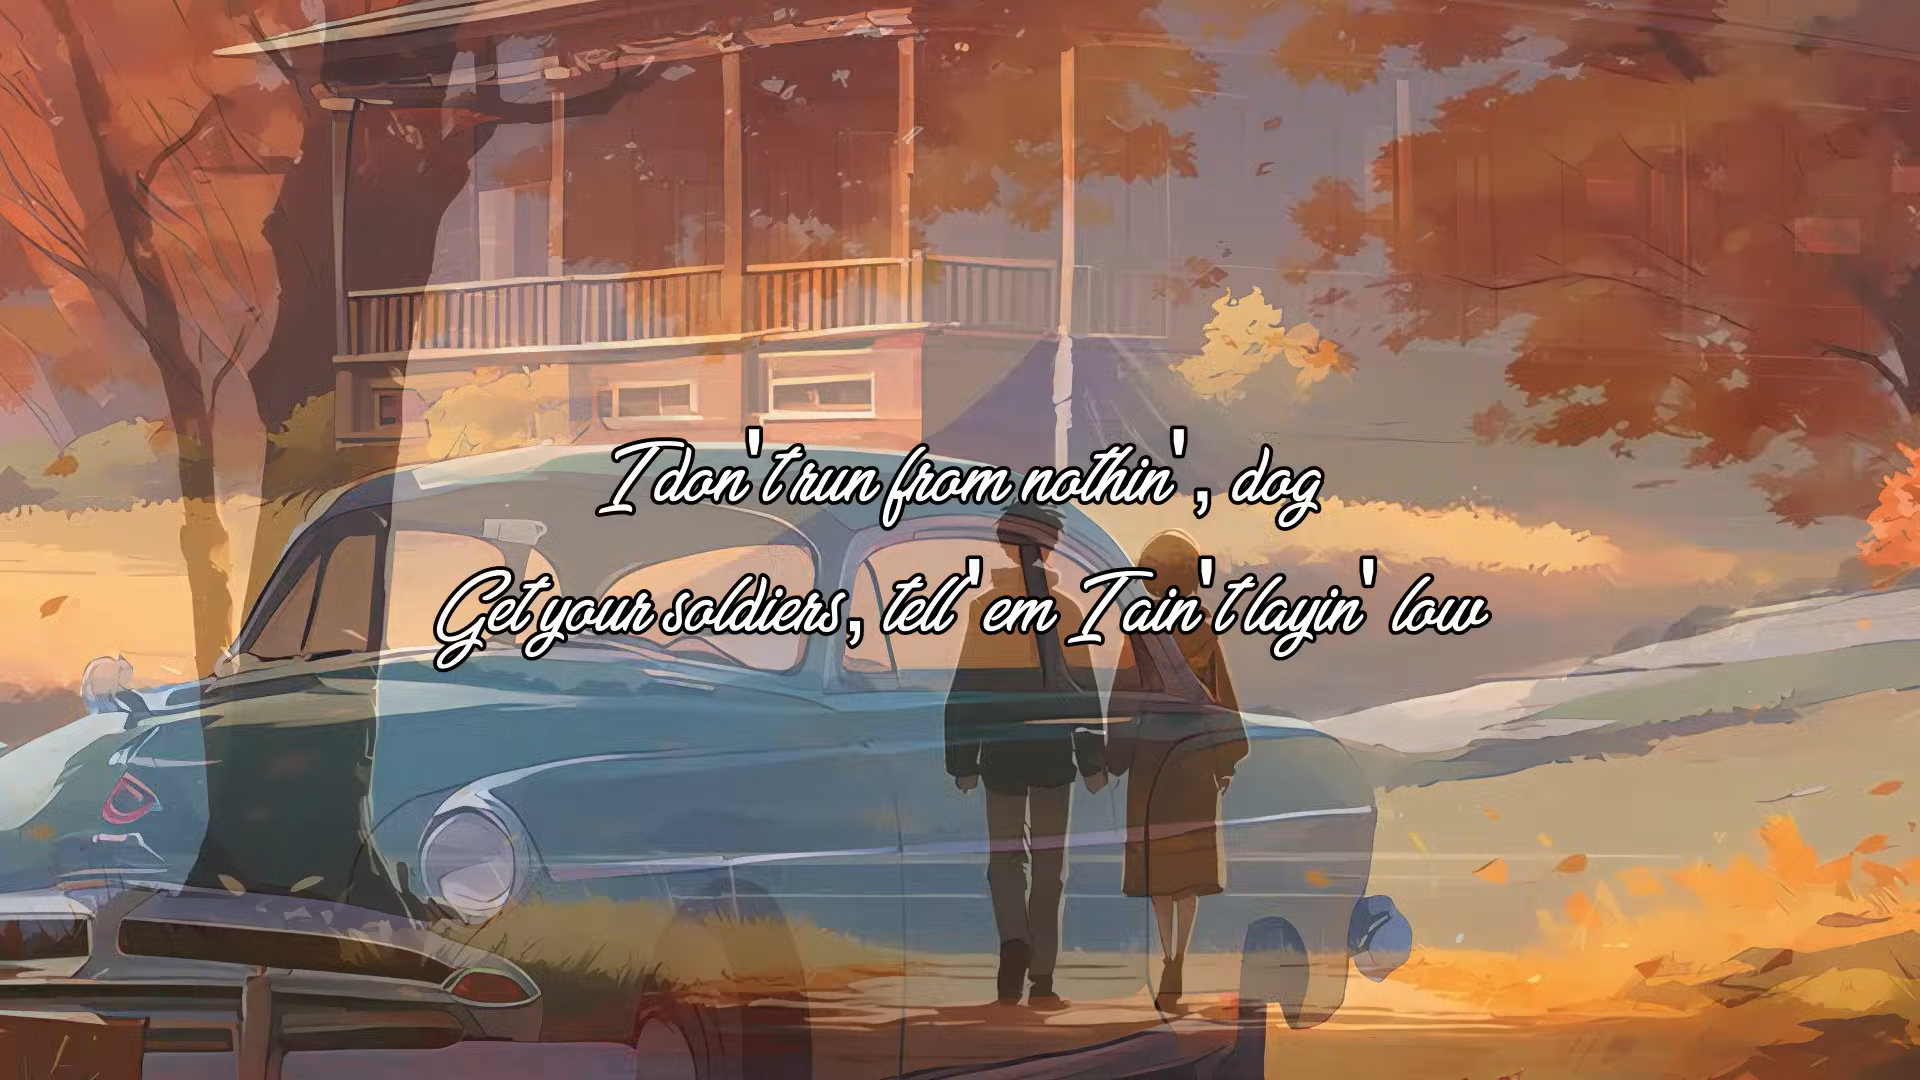 I don't run from nothin', dog
Get your soldiers, tell 'em I ain't layin' low